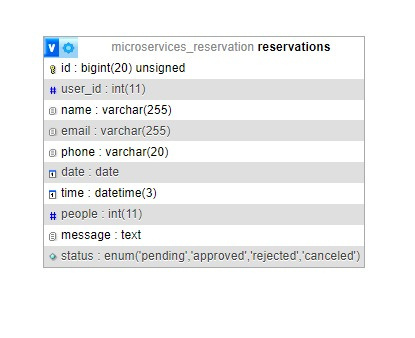 V microservices_reservation reservations
id : bigint(20) unsigned
# user_id : int(11)
name : varchar(255)
email : varchar(255)
phone : varchar(20)
date : date
time : datetime(3)
# people : int(11)
message : text
status : enum('pending','approved','rejected','canceled')